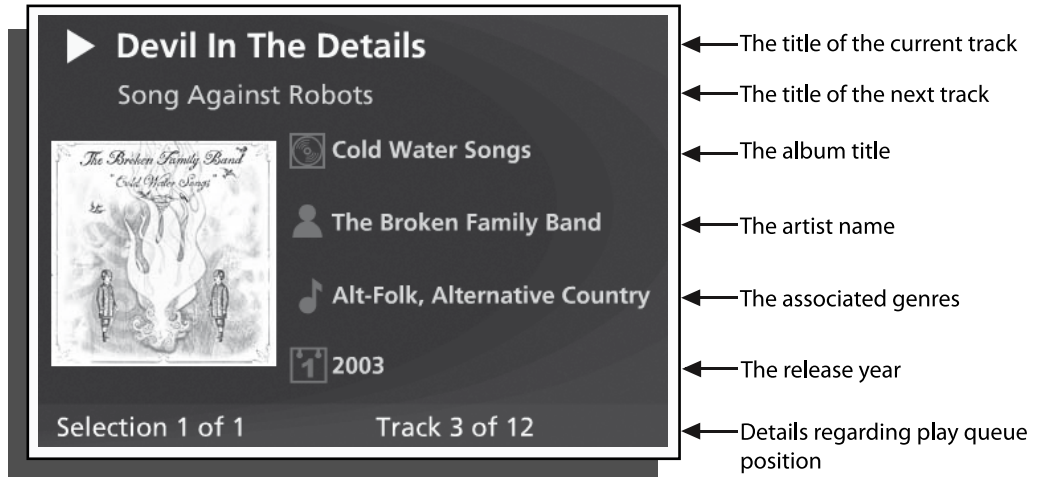 Devil In The Details
The title of the current track
Song Against Robots
The title of the next track
The Broken Family Band
"Cold Water Songs"
Cold Water Songs
The album title
The Broken Family Band
The artist name
Alt-Folk, Alternative Country
The associated genres
1
2003
The release year
Selection 1 of 1
Track 3 of 12
Details regarding play queue
position